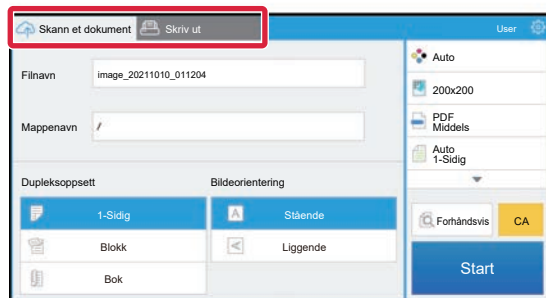 Skann et dokument
Skriv ut
User
Filnavn
image_20211010_011204
Mappenavn
/
Dupleksoppsett
Bildeorientering
1-Sidig
Stående
Blokk
Liggende
Bok
Auto
200x200
PDF
Middels
Auto
1-Sidig
Forhåndsvis
CA
Start